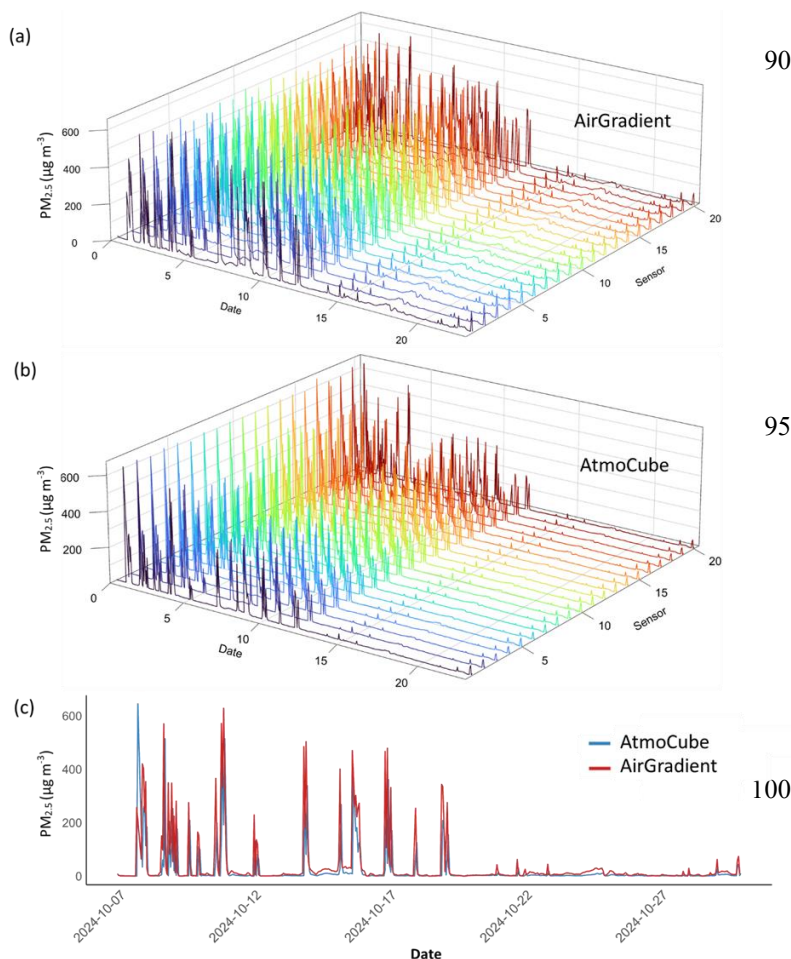 (a)
90
AirGradient
PM2.5 (µg m-3)
600
400
200
0
0
5
10
15
20
Date
5
10
15
20
Sensor
(b)
95
AtmoCube
PM2.5 (µg m-3)
600
400
200
0
5
10
15
20
Date
5
10
15
20
Sensor
(c)
PM2.5 (µg m-3)
600
400
200
0
AtmoCube
AirGradient
100
2024-10-07
2024-10-12
2024-10-17
2024-10-22
2024-10-27
Date